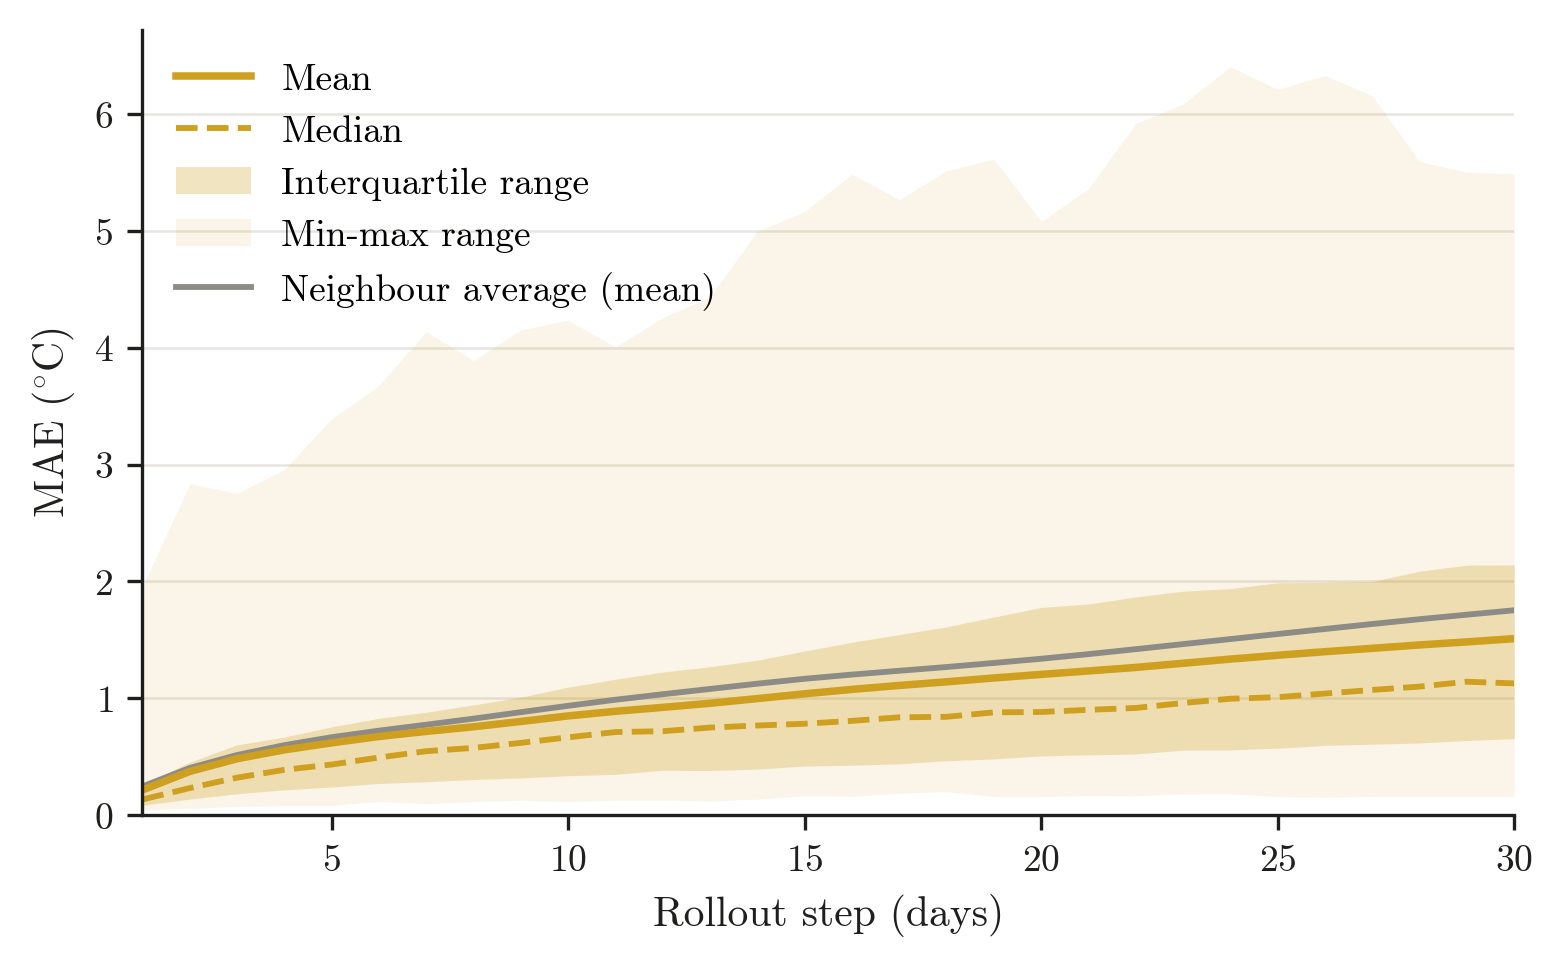 Mean
Median
Interquartile range
Min-max range
Neighbour average (mean)
MAE (°C)
6
5
4
3
2
1
0
5 10 15 20 25 30
Rollout step (days)